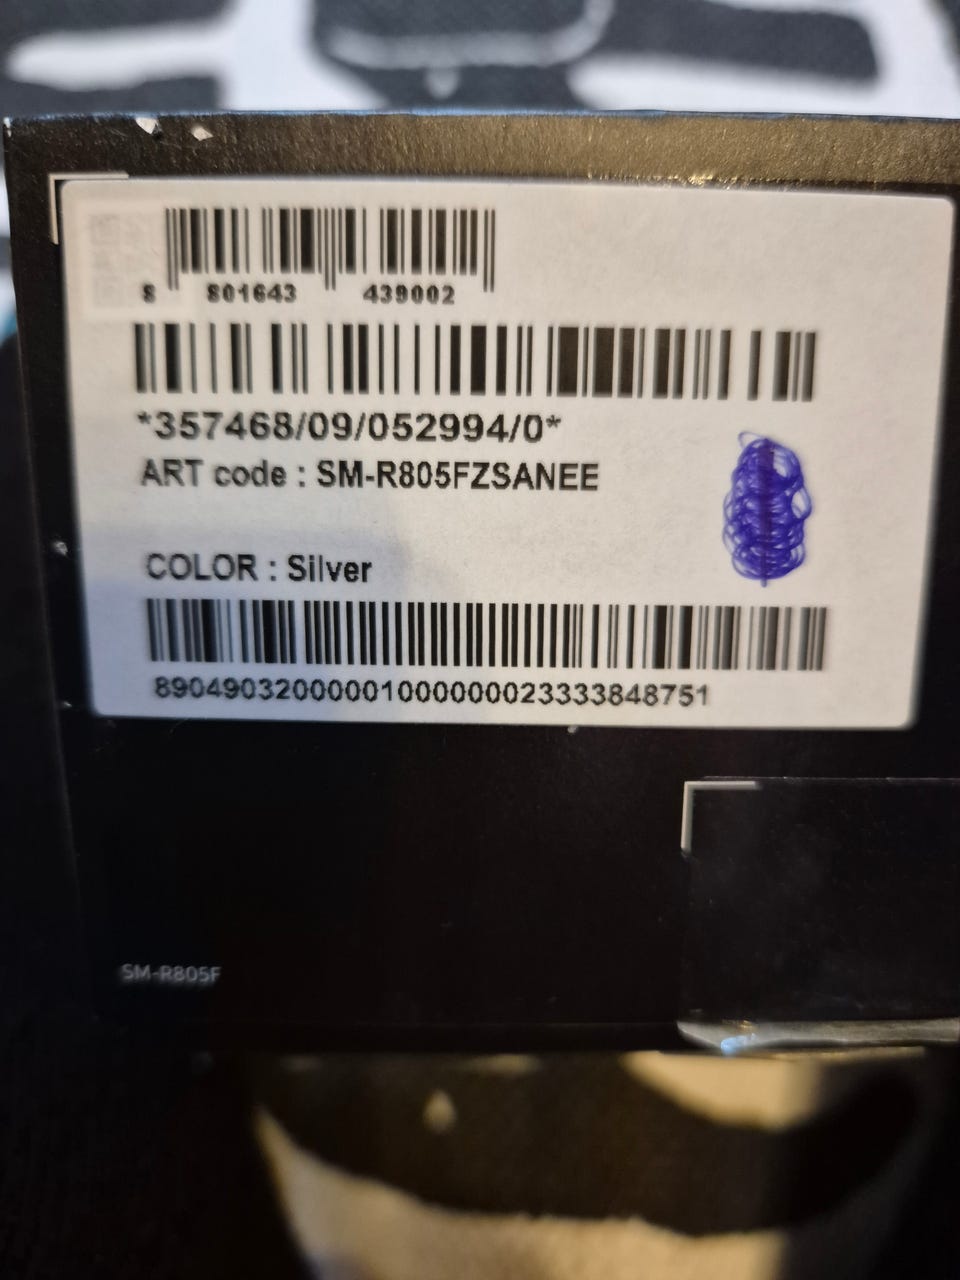 8 801643 439002
*357468/09/052994/0*
ART code : SM-R805FZSANEE
COLOR : Silver
89049032000001000000023333848751
SM-R805F